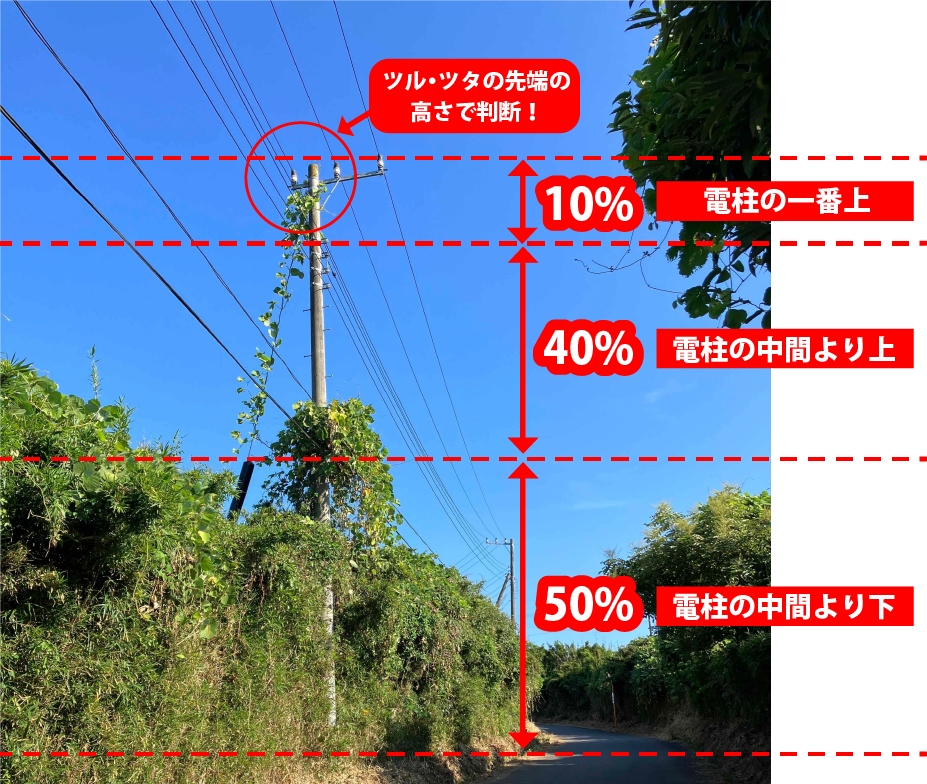 ツル・ツタの先端の
高さで判断！
10%
電柱の一番上
40%
電柱の中間より上
50%
電柱の中間より下